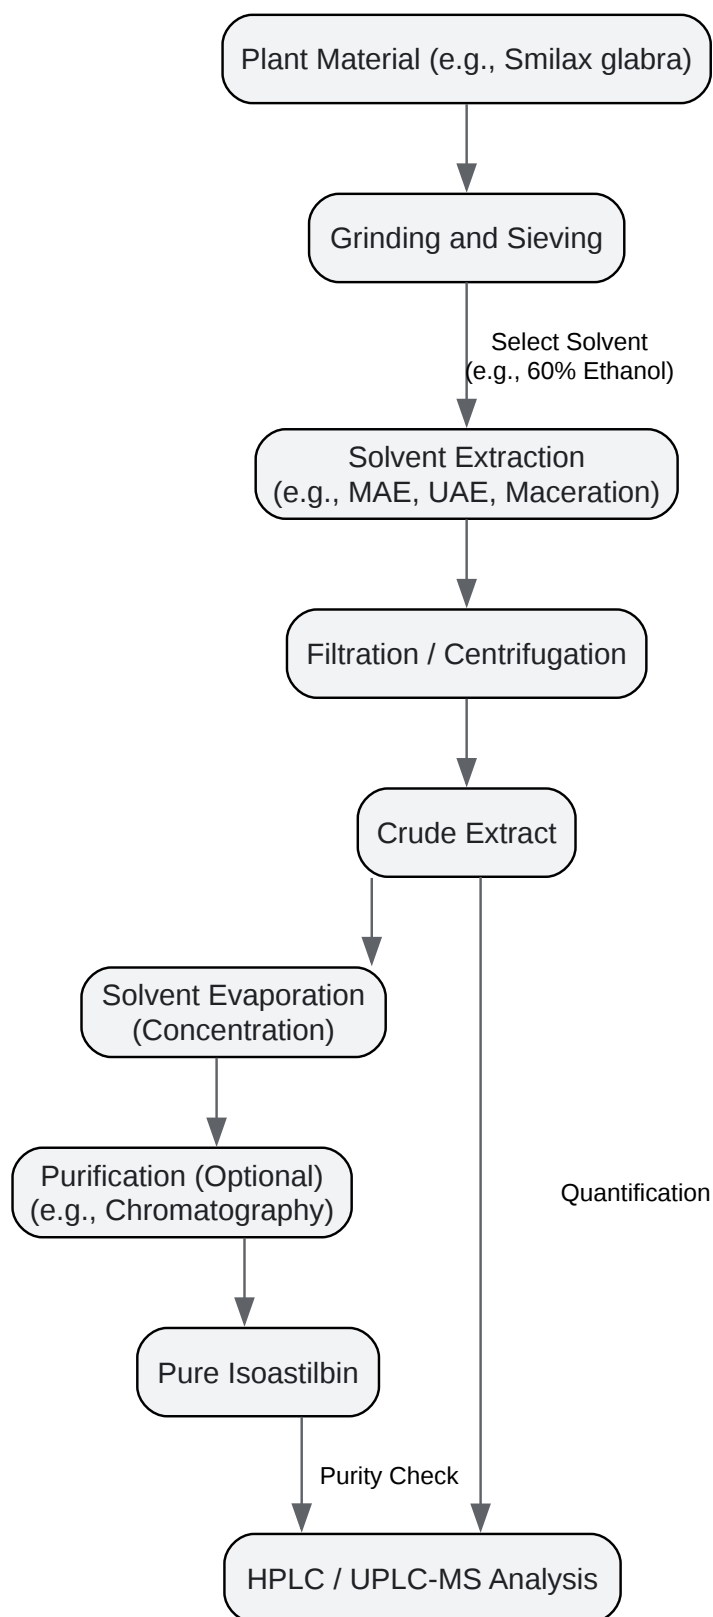 Plant Material (e.g., Smilax glabra)
Grinding and Sieving
Select Solvent
(e.g., 60% Ethanol)
Solvent Extraction
(e.g., MAE, UAE, Maceration)
Filtration / Centrifugation
Crude Extract
Solvent Evaporation
(Concentration)
Purification (Optional)
(e.g., Chromatography)
Quantification
Pure Isoastilbin
Purity Check
HPLC / UPLC-MS Analysis